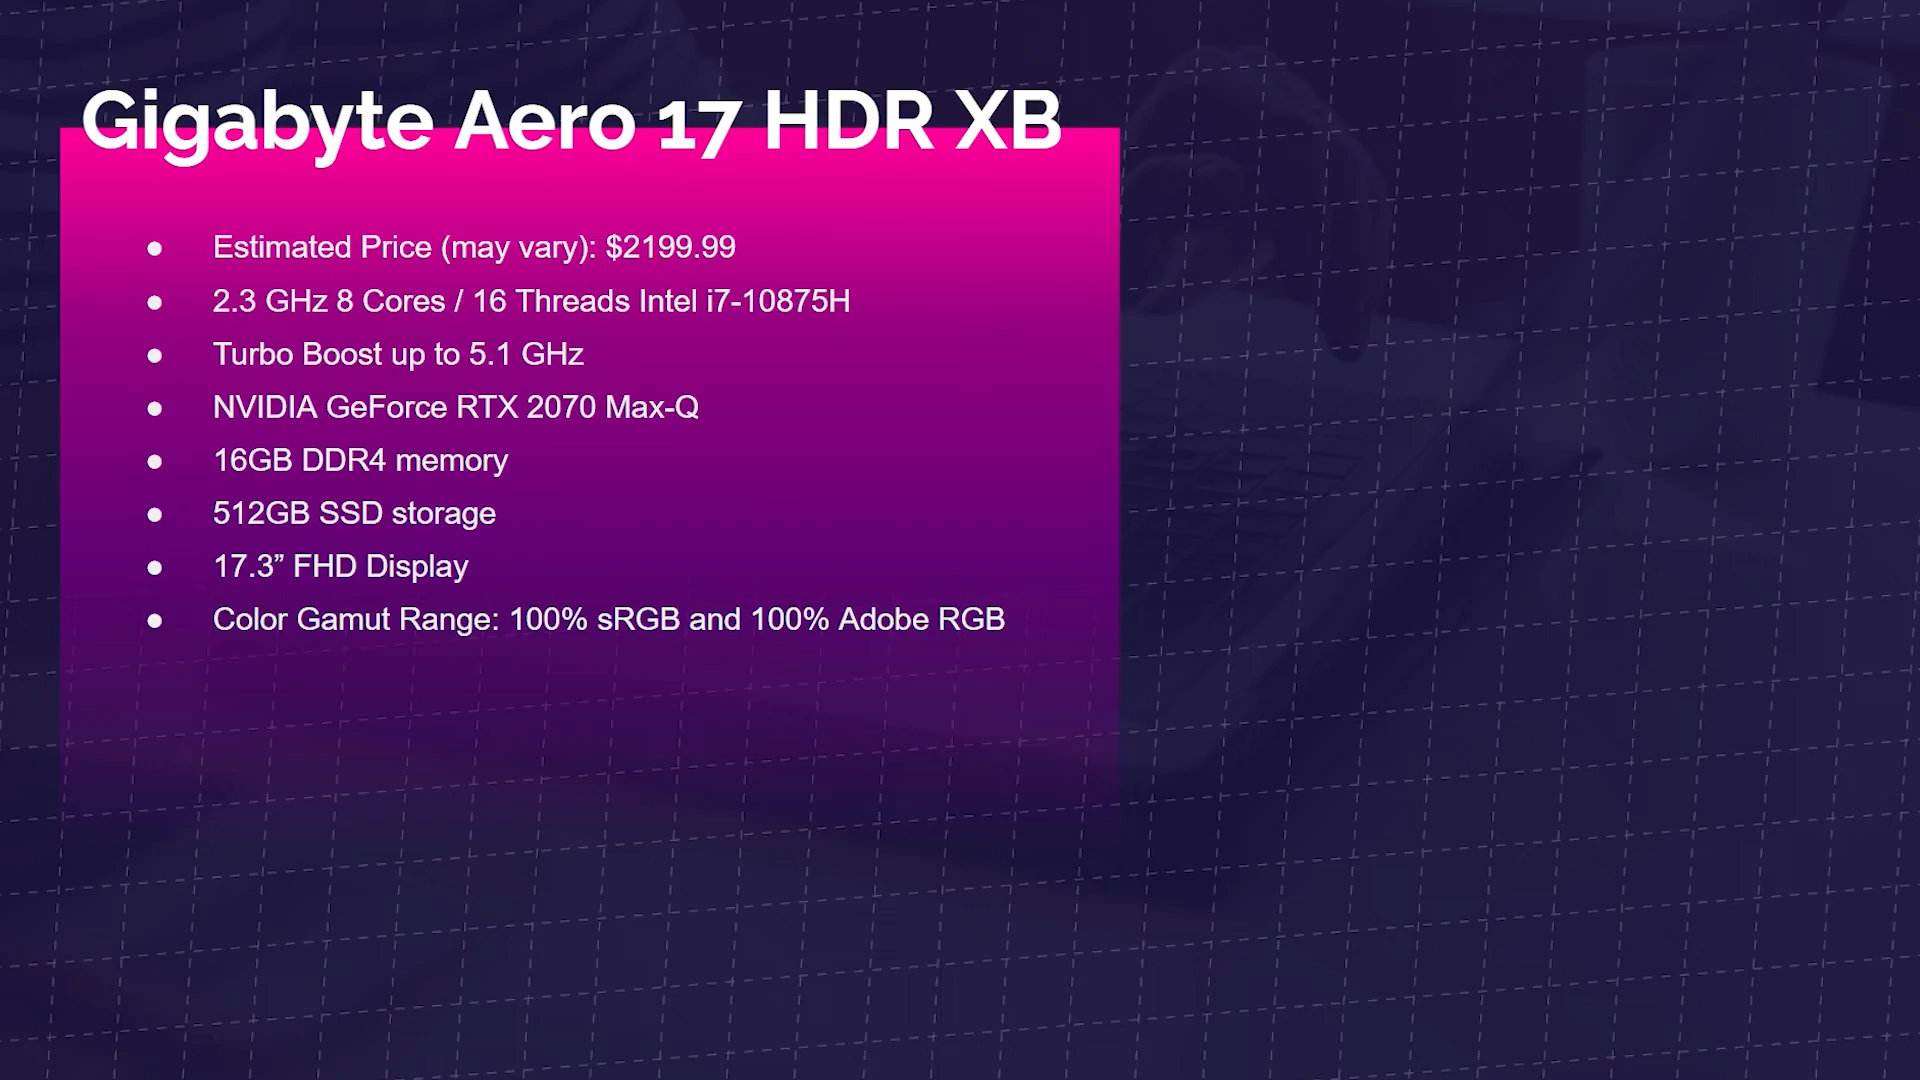 Gigabyte Aero 17 HDR XB
● Estimated Price (may vary): $2199.99
● 2.3 GHz 8 Cores / 16 Threads Intel i7-10875H
● Turbo Boost up to 5.1 GHz
● NVIDIA GeForce RTX 2070 Max-Q
● 16GB DDR4 memory
● 512GB SSD storage
● 17.3” FHD Display
● Color Gamut Range: 100% sRGB and 100% Adobe RGB